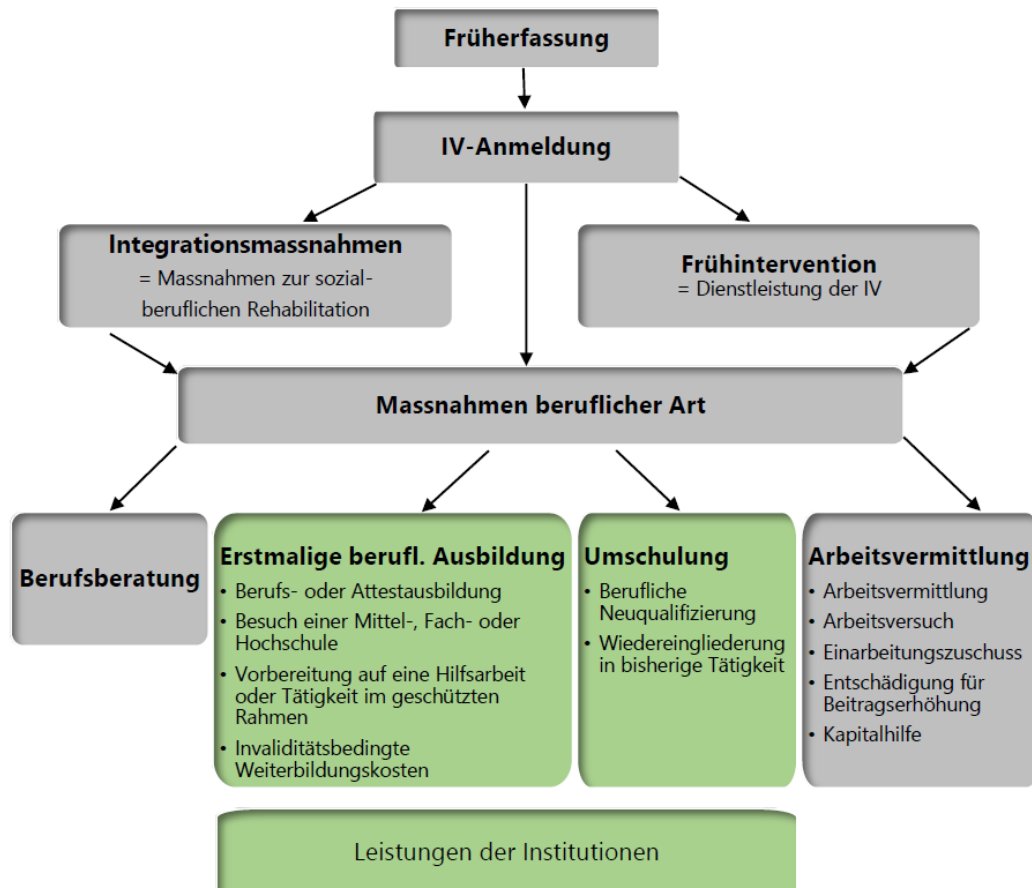 Früherfassung
IV-Anmeldung
Integrationsmassnahmen
= Massnahmen zur sozial-
beruflichen Rehabilitation
Frühintervention
= Dienstleistung der IV
Massnahmen beruflicher Art
Berufsberatung
Erstmalige berufl. Ausbildung
• Berufs- oder Attestausbildung
• Besuch einer Mittel-, Fach- oder
Hochschule
• Vorbereitung auf eine Hilfsarbeit
oder Tätigkeit im geschützten
Rahmen
• Invaliditätsbedingte
Weiterbildungskosten
Umschulung
• Berufliche
Neuqualifizierung
• Wiedereingliederung
in bisherige Tätigkeit
Arbeitsvermittlung
• Arbeitsvermittlung
• Arbeitsversuch
• Einarbeitungszuschuss
• Entschädigung für
Beitragserhöhung
• Kapitalhilfe
Leistungen der Institutionen